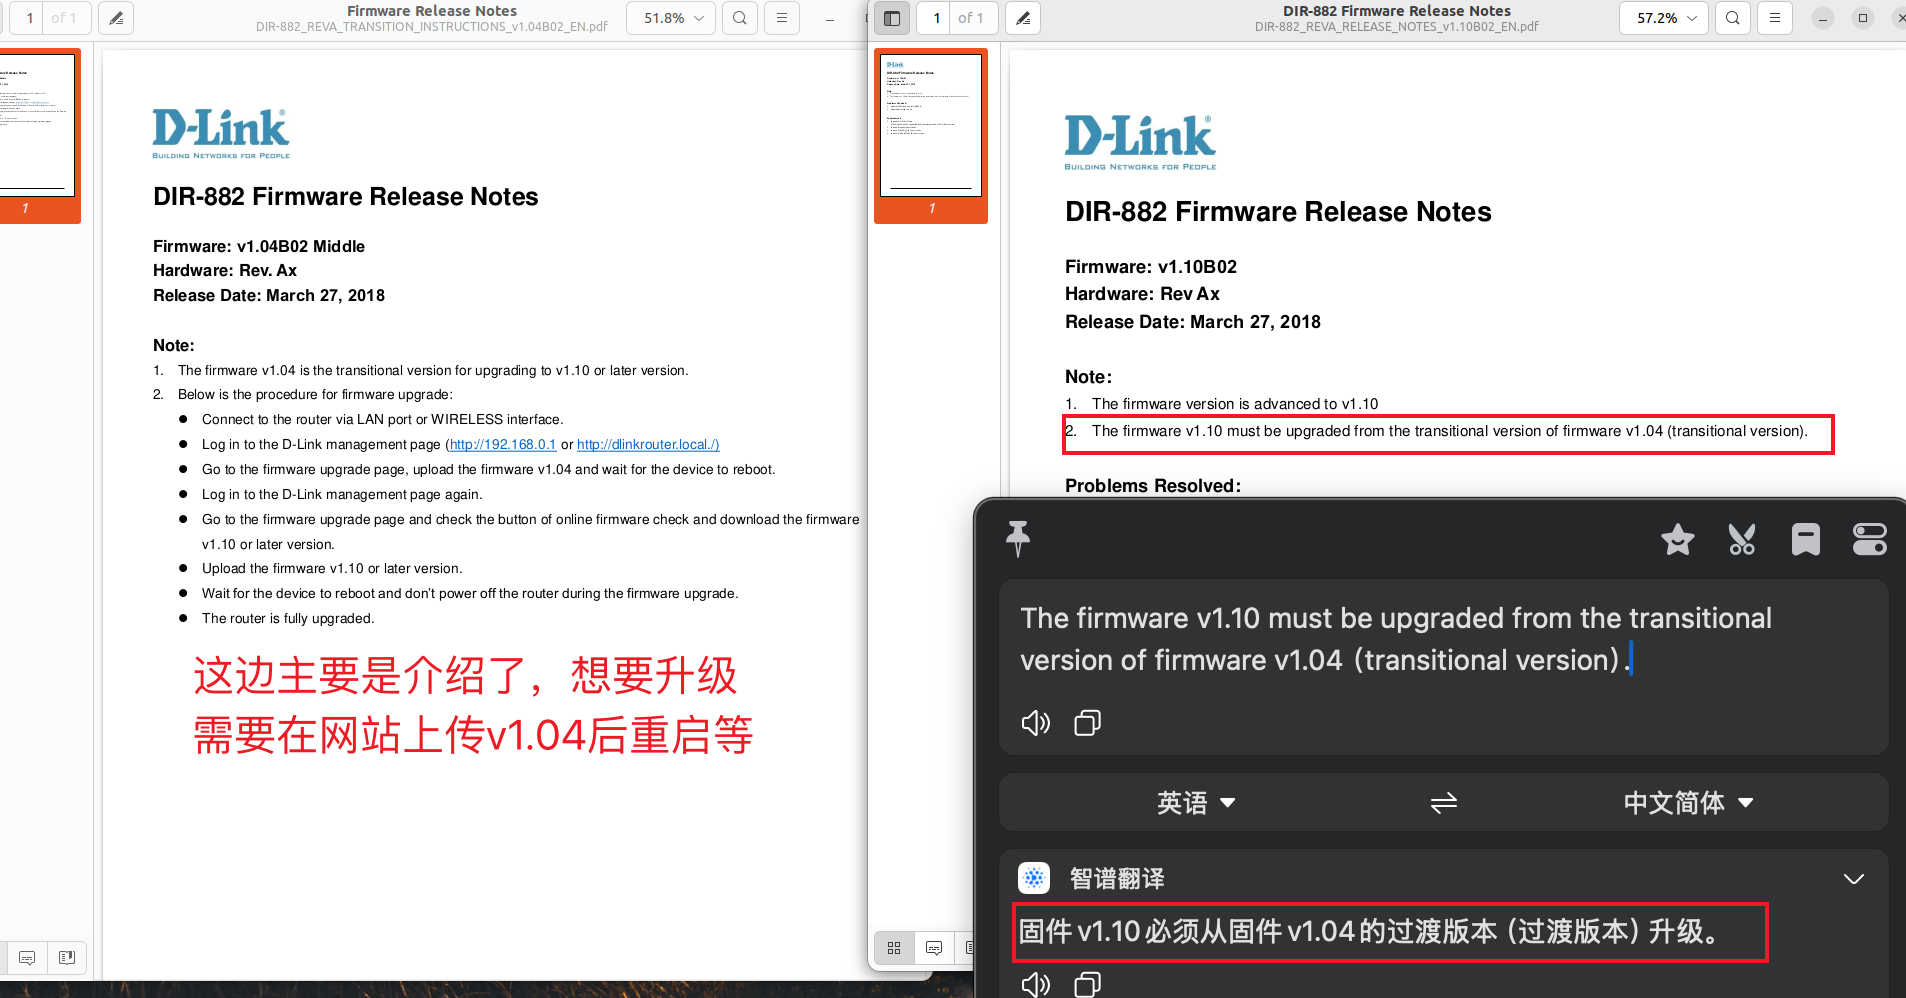 1 of 1
Firmware Release Notes
DIR-882_REVA_TRANSITION_INSTRUCTIONS_v1.04B02_EN.pdf
51.8%
1
D-Link®
BUILDING NETWORKS FOR PEOPLE
DIR-882 Firmware Release Notes
Firmware: v1.04B02 Middle
Hardware: Rev. Ax
Release Date: March 27, 2018
Note:
1. The firmware v1.04 is the transitional version for upgrading to v1.10 or later version.
2. Below is the procedure for firmware upgrade:
● Connect to the router via LAN port or WIRELESS interface.
● Log in to the D-Link management page (http://192.168.0.1 or http://dlinkrouter.local./)
● Go to the firmware upgrade page, upload the firmware v1.04 and wait for the device to reboot.
● Log in to the D-Link management page again.
● Go to the firmware upgrade page and check the button of online firmware check and download the firmware
v1.10 or later version.
● Upload the firmware v1.10 or later version.
● Wait for the device to reboot and don't power off the router during the firmware upgrade.
● The router is fully upgraded.
这边主要是介绍了，想要升级
需要在网站上传v1.04后重启等
1 of 1
DIR-882 Firmware Release Notes
DIR-882_REVA_RELEASE_NOTES_v1.10B02_EN.pdf
57.2%
D-Link
1
D-Link®
BUILDING NETWORKS FOR PEOPLE
DIR-882 Firmware Release Notes
Firmware: v1.10B02
Hardware: Rev Ax
Release Date: March 27, 2018
Note:
1. The firmware version is advanced to v1.10
2. The firmware v1.10 must be upgraded from the transitional version of firmware v1.04 (transitional version).
Problems Resolved:
The firmware v1.10 must be upgraded from the transitional
version of firmware v1.04 (transitional version).
英语
中文简体
智谱翻译
固件 v1.10 必须从固件 v1.04 的过渡版本（过渡版本）升级。